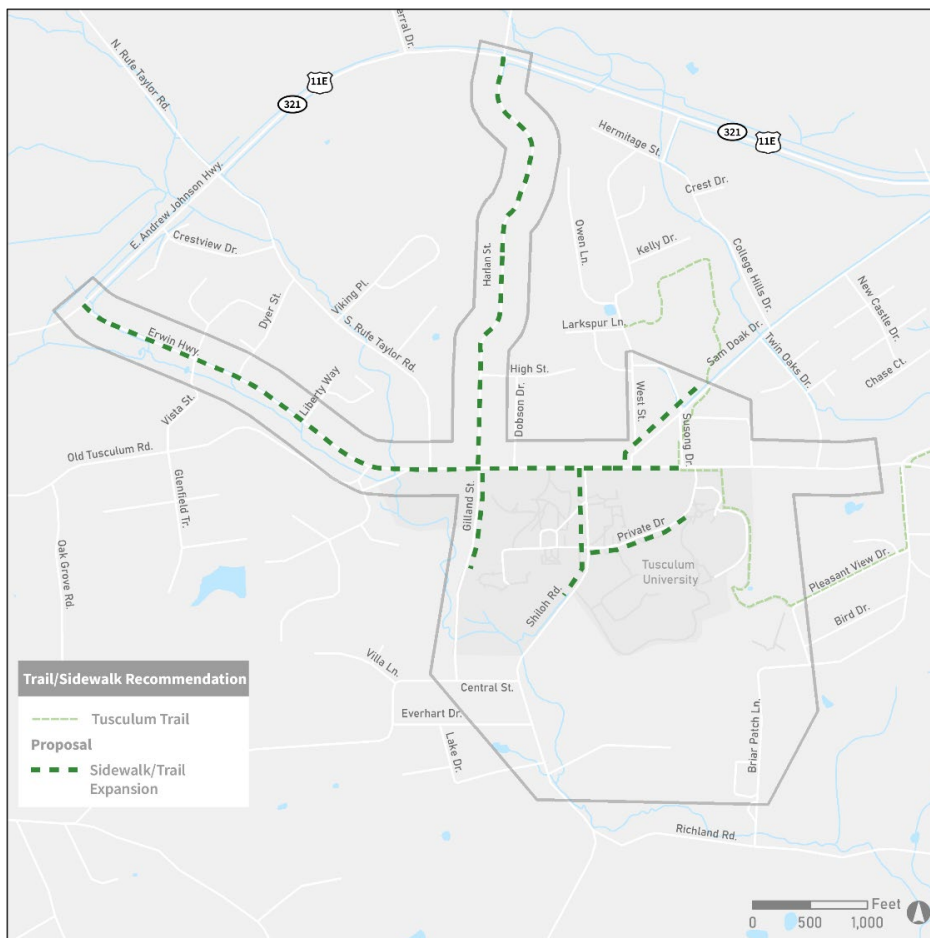 N. Rufe Taylor Rd.
erral Dr.
11E
321
E. Andrew Johnson Hwy.
Crestview Dr.
Hermitage St.
321
11E
Crest Dr.
Owen Ln.
Kelly Dr.
College Hills Dr.
New Castle Dr.
Harlan St.
Viking Pl.
Dyer St.
S. Rufe Taylor Rd.
Erwin Hwy.
Larkspur Ln.
Sam Doak Dr.
Twin Oaks Dr.
Chase Ct.
High St.
Liberty Way
Vista St.
Dobson Dr.
West St.
Susong Dr.
Old Tusculum Rd.
Glenfield Tr.
Gilland St.
Private Dr
Oak Grove Rd.
Tusculum
University
Pleasant View Dr.
Bird Dr.
Shiloh Rd.
Villa Ln.
Central St.
Everhart Dr.
Lake Dr.
Briar Patch Ln.
Richland Rd.
Trail/Sidewalk Recommendation
Tusculum Trail
Proposal
Sidewalk/Trail
Expansion
Feet
0 500 1,000